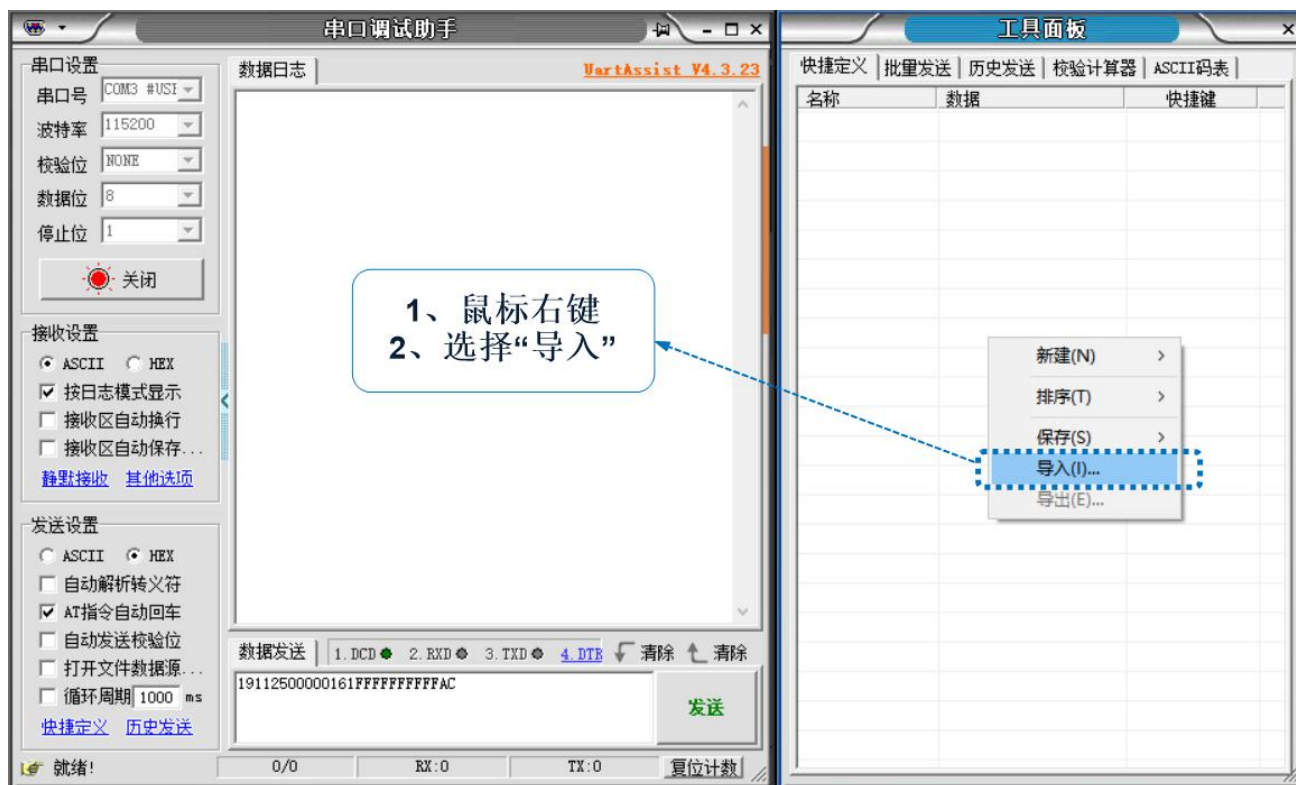 串口调试助手
串口设置
串口号 COM3 #USE
波特率 115200
校验位 NONE
数据位 8
停止位 1
关闭
接收设置
ASCII HEX
按日志模式显示
接收区自动换行
接收区自动保存...
静默接收 其他选项
发送设置
ASCII HEX
自动解析转义符
AT指令自动回车
自动发送校验位
打开文件数据源...
循环周期 1000 ms
快捷定义 历史发送
就绪!
数据日志 UartAssist V4.3.23
1、鼠标右键
2、选择“导入”
数据发送 1.DCD 2.RXD 3.TXD 4.DTR 清除 清除
19112500000161FFFFFFFFFFAC
发送
0/0 RX:0 TX:0 复位计数
工具面板
快捷定义 批量发送 历史发送 校验计算器 ASCII码表
名称 数据 快捷键
新建(N)
排序(T)
保存(S)
导入(I)...
导出(E)...